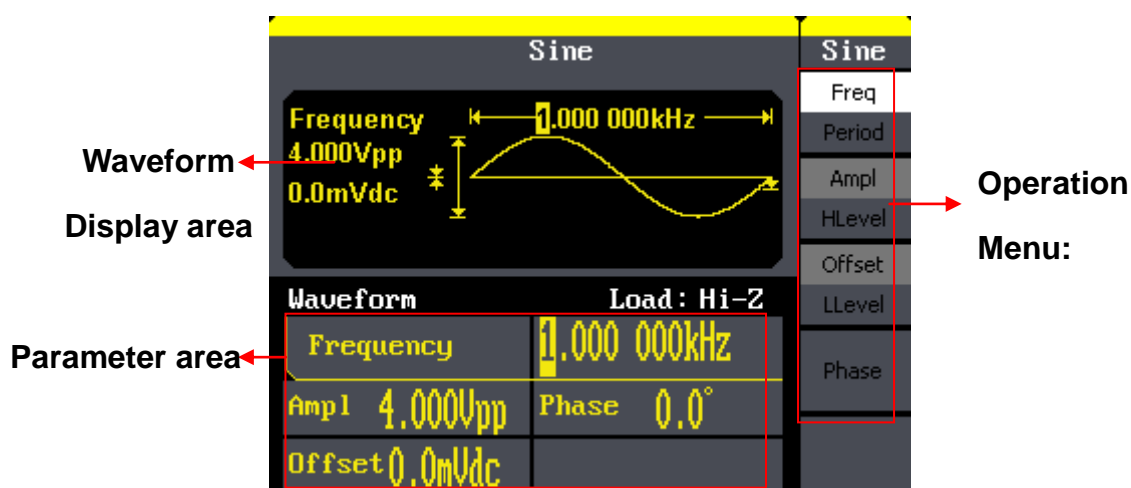 Sine
Sine
Frequency
1.000 000kHz
4.000Vpp
0.0mVdc
Waveform
Display area
Freq
Period
Ampl
HLevel
Offset
LLevel
Phase
Operation
Menu:
Waveform
Load: Hi-Z
Parameter area
Frequency
1.000 000kHz
Ampl 4.000Vpp
Phase 0.0°
Offset 0.0mVdc